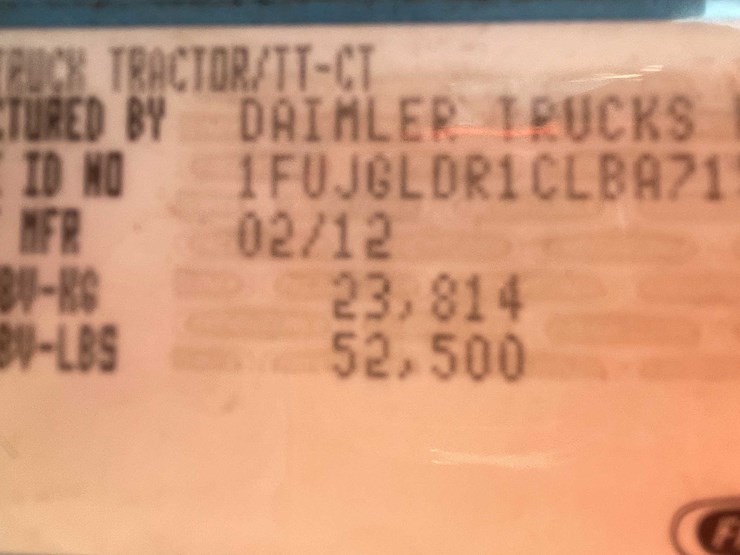 TRUCK TRACTOR/TT-CT
CTURED BY DAIMLER TRUCKS
ID NO 1FUJGLDR1CLBA71
MFR 02/12
BV-KG 23,814
BV-LBS 52,500